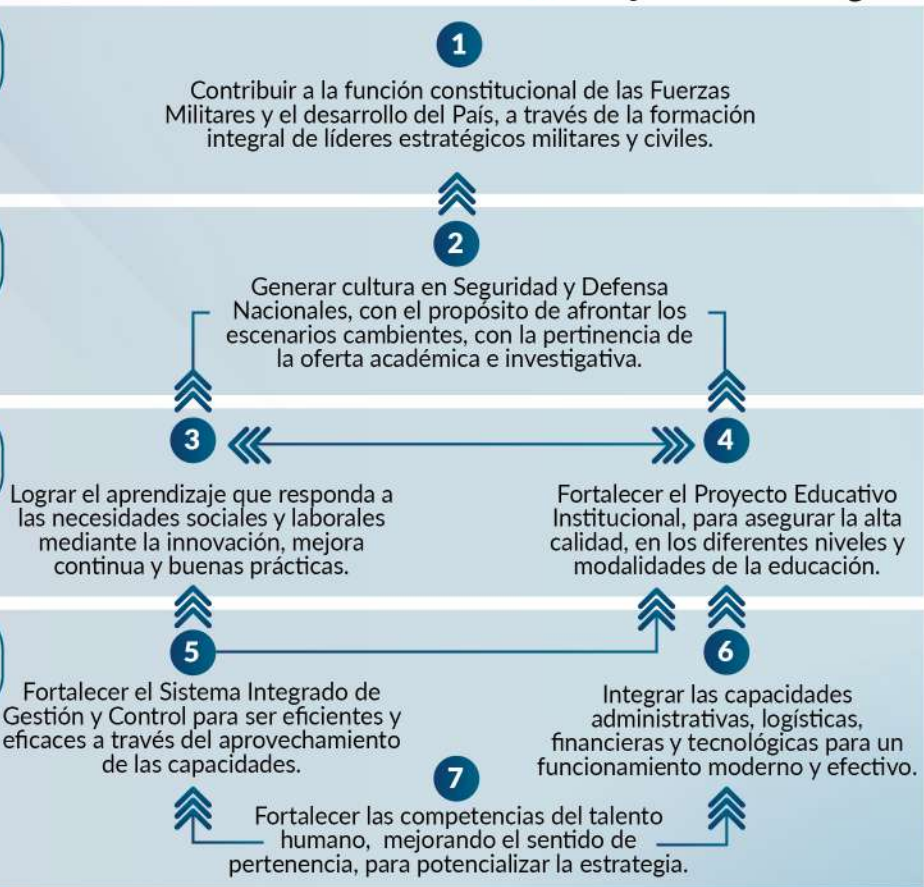 1
Contribuir a la función constitucional de las Fuerzas
Militares y el desarrollo del País, a través de la formación
integral de líderes estratégicos militares y civiles.
2
Generar cultura en Seguridad y Defensa
Nacionales, con el propósito de afrontar los
escenarios cambientes, con la pertinencia de
la oferta académica e investigativa.
3
Lograr el aprendizaje que responda a
las necesidades sociales y laborales
mediante la innovación, mejora
continua y buenas prácticas.
4
Fortalecer el Proyecto Educativo
Institucional, para asegurar la alta
calidad, en los diferentes niveles y
modalidades de la educación.
5
Fortalecer el Sistema Integrado de
Gestión y Control para ser eficientes y
eficaces a través del aprovechamiento
de las capacidades.
6
Integrar las capacidades
administrativas, logísticas,
financieras y tecnológicas para un
funcionamiento moderno y efectivo.
7
Fortalecer las competencias del talento
humano, mejorando el sentido de
pertenencia, para potencializar la estrategia.